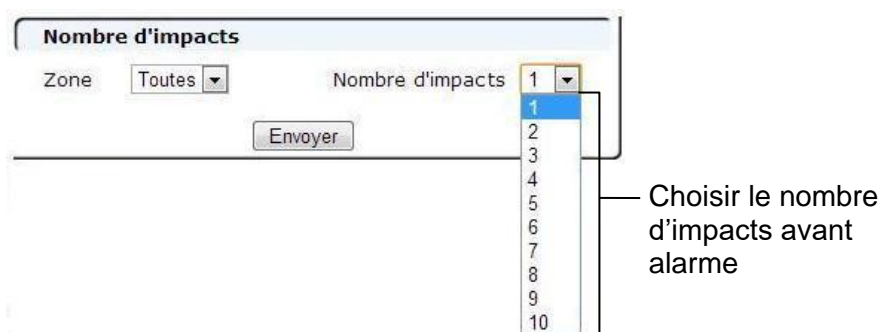 Nombre d'impacts
Zone Toutes Nombre d'impacts 1
1
2
3
4
5
6
7
8
9
10
Envoyer
Choisir le nombre
d’impacts avant
alarme